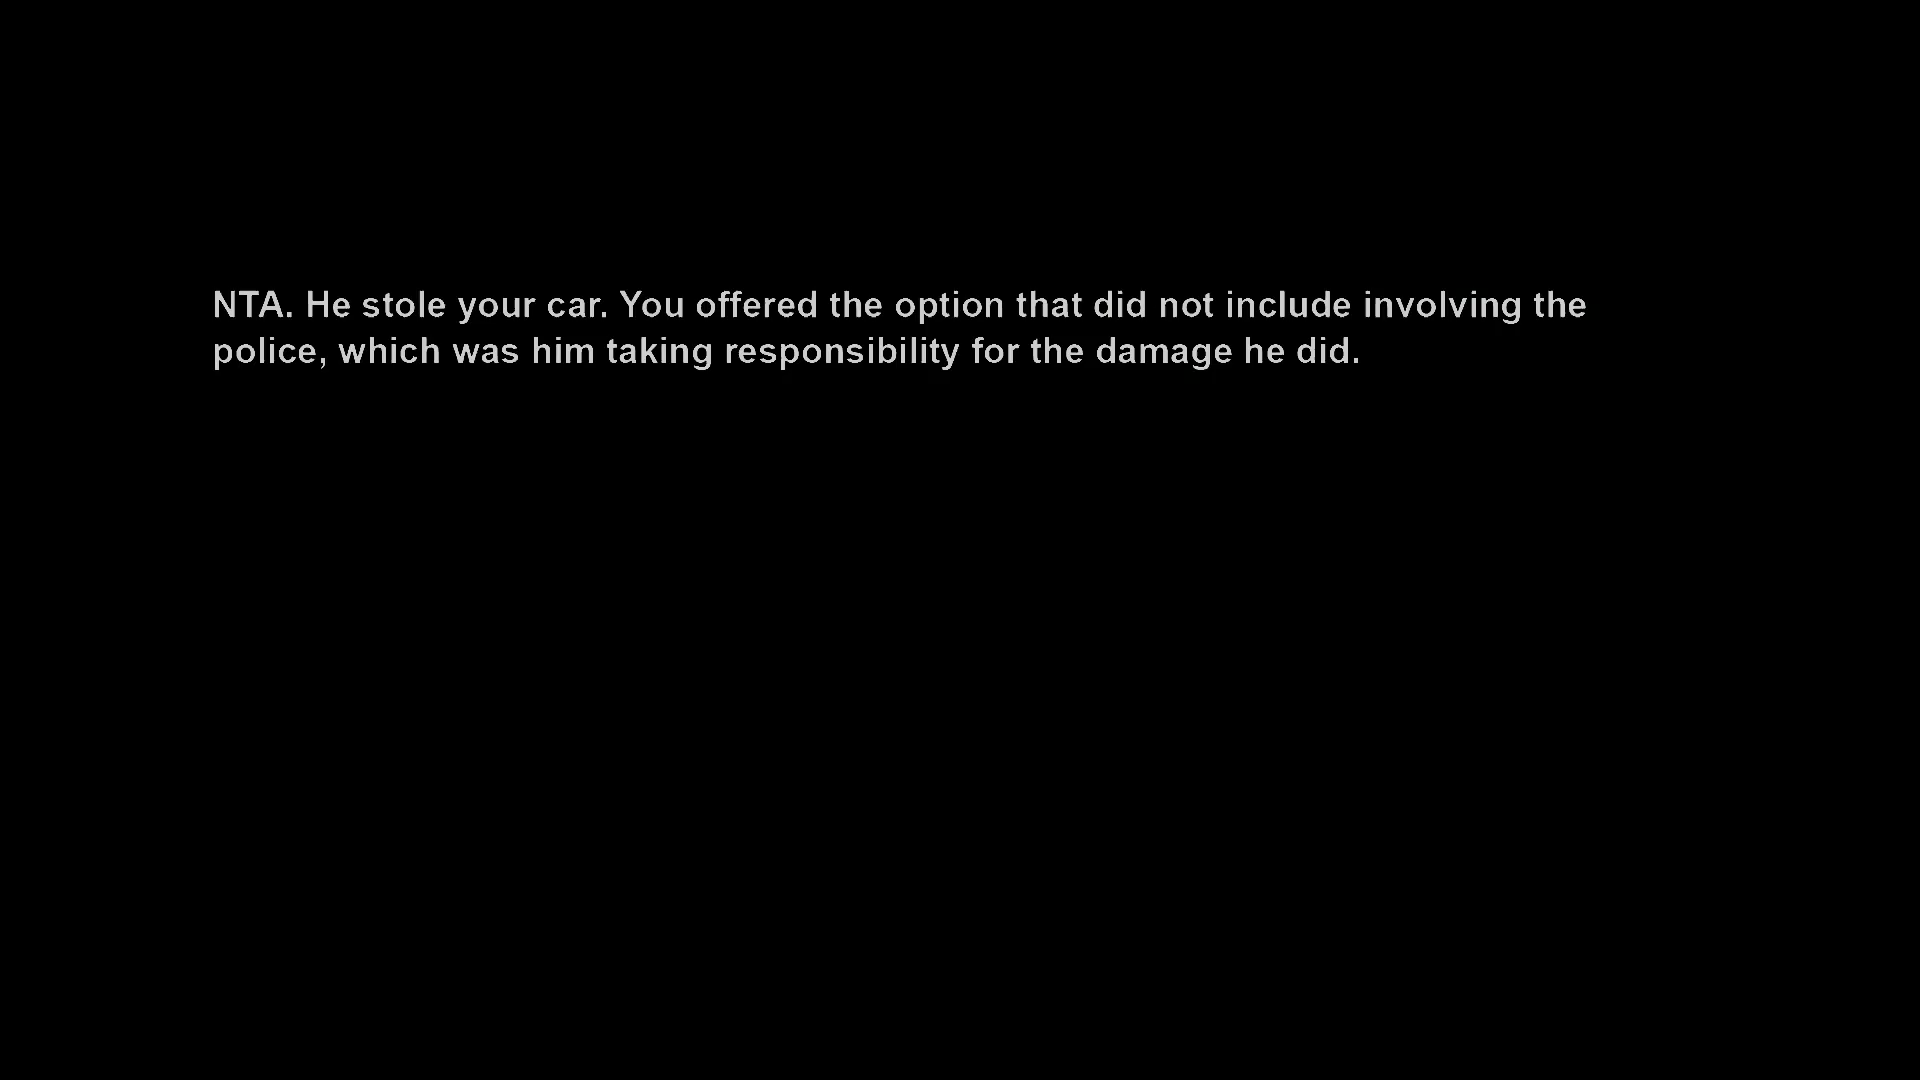 NTA. He stole your car. You offered the option that did not include involving the
police, which was him taking responsibility for the damage he did.